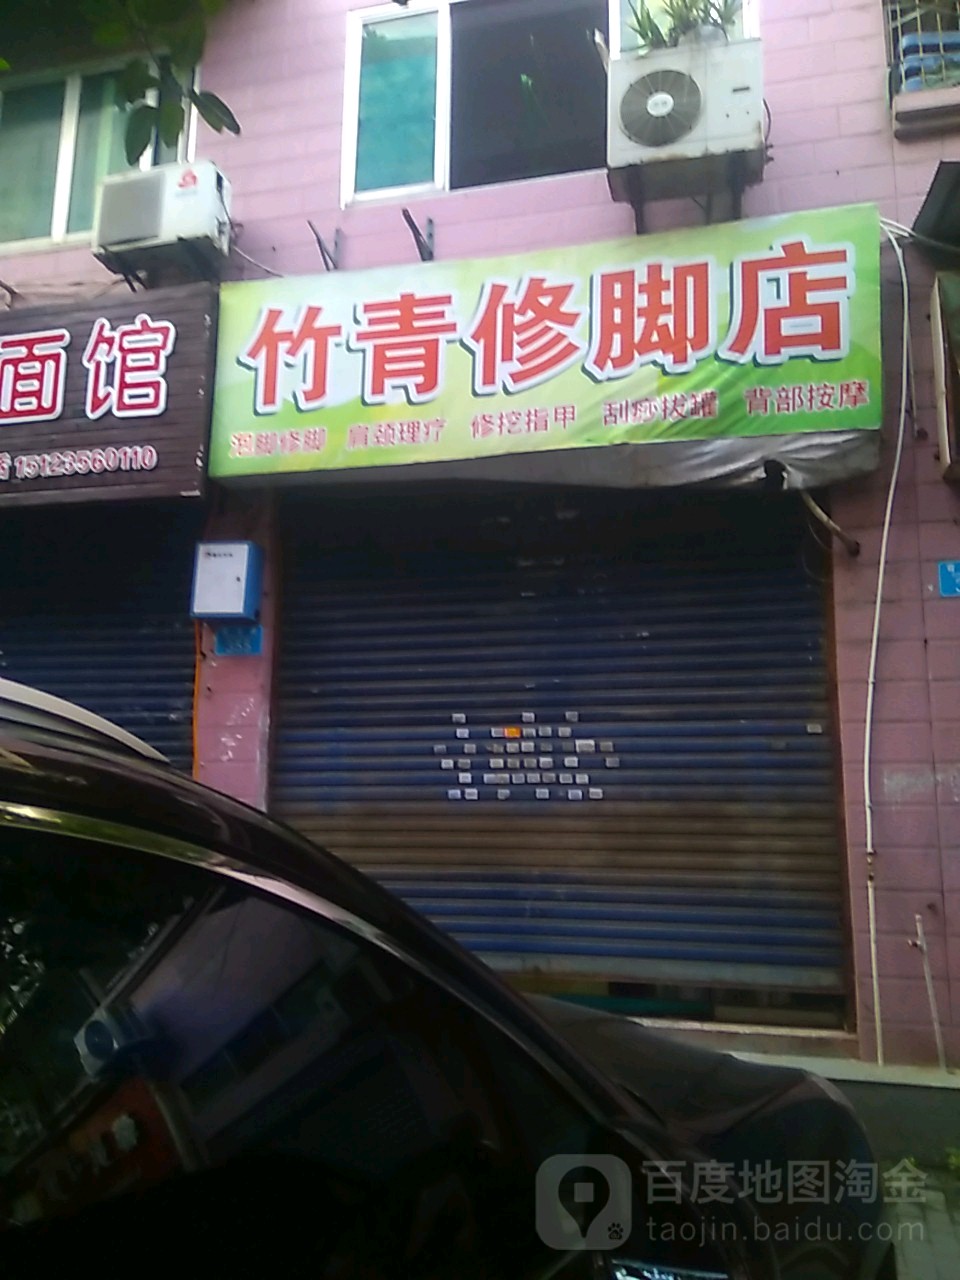 竹青修脚店
泡脚修脚 肩颈理疗 修挖指甲 刮痧拔罐 背部按摩
面馆
15123560110
百度地图淘金
taojin.baidu.com